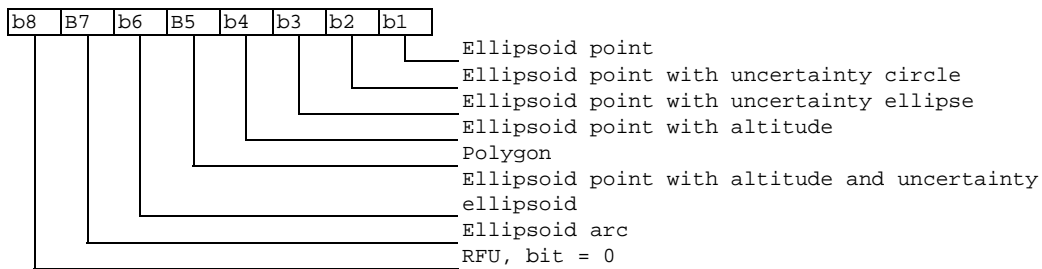 b8 B7 b6 B5 b4 b3 b2 b1
Ellipsoid point
Ellipsoid point with uncertainty circle
Ellipsoid point with uncertainty ellipse
Ellipsoid point with altitude
Polygon
Ellipsoid point with altitude and uncertainty
ellipsoid
Ellipsoid arc
RFU, bit = 0